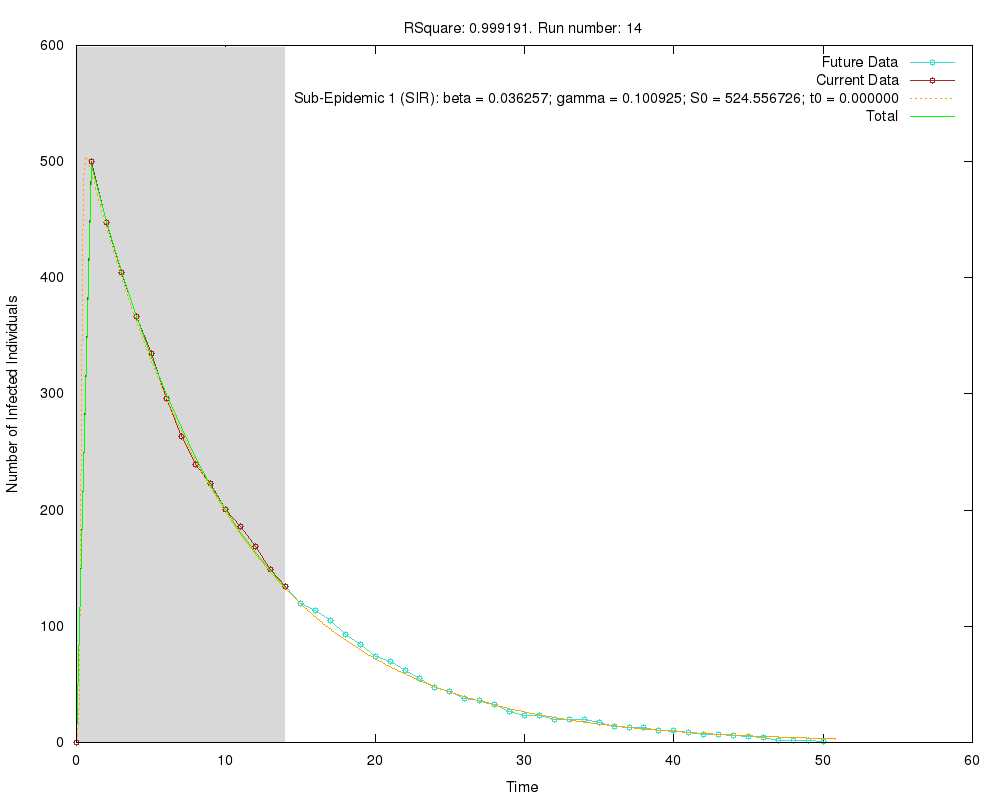 RSquare: 0.999191. Run number: 14
600
500
400
300
200
100
0
Number of Infected Individuals
Future Data
Current Data
Sub-Epidemic 1 (SIR): beta = 0.036257; gamma = 0.100925; S0 = 524.556726; t0 = 0.000000
Total
0 10 20 30 40 50 60
Time